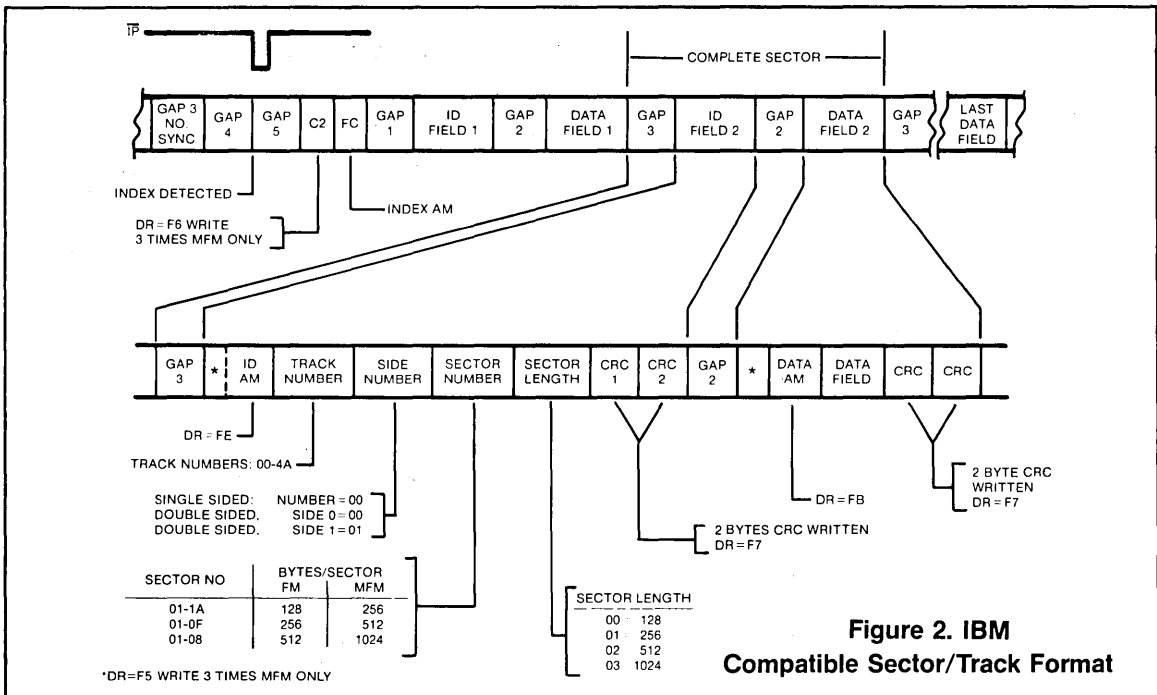 IP
COMPLETE SECTOR
GAP 3 NO. SYNC
GAP 4
GAP 5
C2
FC
GAP 1
ID FIELD 1
GAP 2
DATA FIELD 1
GAP 3
ID FIELD 2
GAP 2
DATA FIELD 2
GAP 3
LAST DATA FIELD
INDEX DETECTED
INDEX AM
DR=F6 WRITE
3 TIMES MFM ONLY
GAP 3
*
ID AM
TRACK NUMBER
SIDE NUMBER
SECTOR NUMBER
SECTOR LENGTH
CRC 1
CRC 2
GAP 2
*
DATA AM
DATA FIELD
CRC
CRC
DR=FE
TRACK NUMBERS: 00-4A
SINGLE SIDED: NUMBER=00
DOUBLE SIDED, SIDE 0=00
DOUBLE SIDED, SIDE 1=01
DR=FB
2 BYTE CRC
WRITTEN
DR=F7
2 BYTES CRC WRITTEN
DR=F7
SECTOR NO BYTES/SECTOR
FM MFM
01-1A 128 256
01-0F 256 512
01-08 512 1024
SECTOR LENGTH
00 128
01 256
02 512
03 1024
*DR=F5 WRITE 3 TIMES MFM ONLY
Figure 2. IBM
Compatible Sector/Track Format